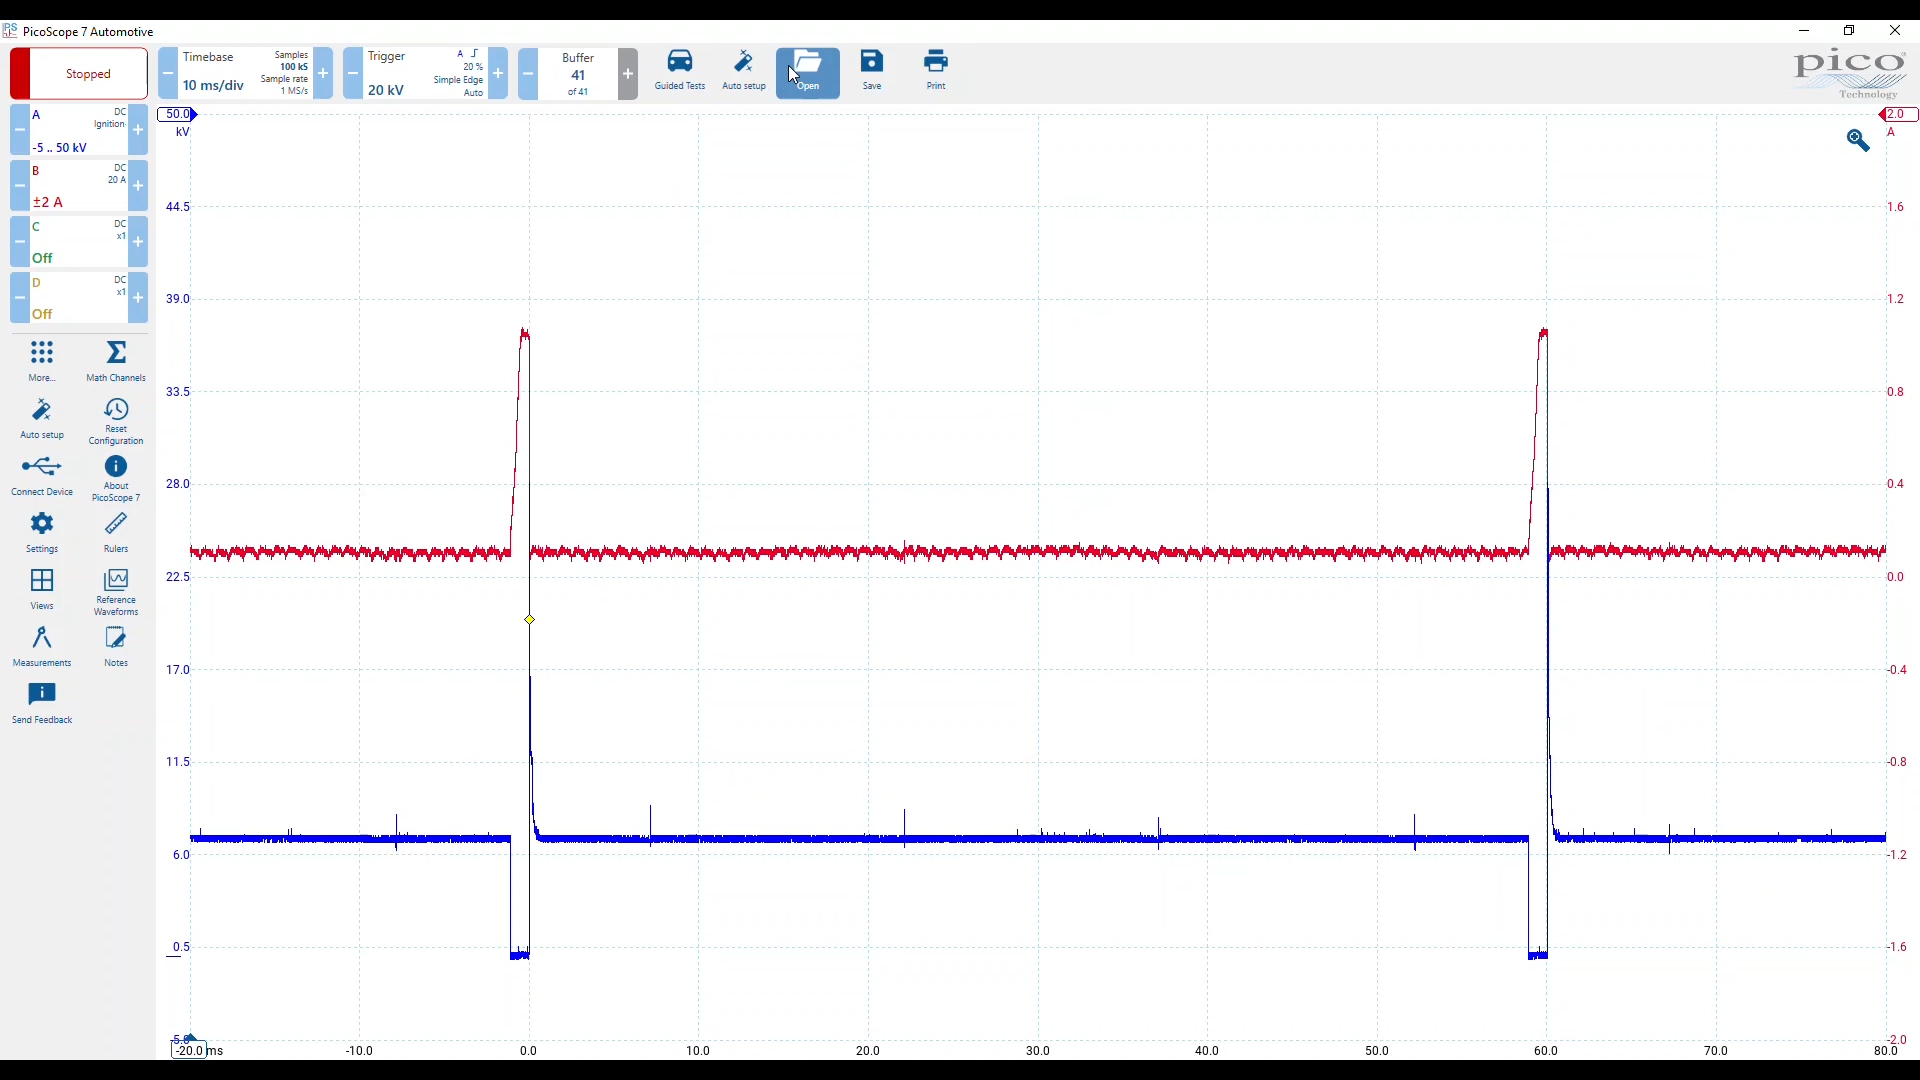 PicoScope 7 Automotive
Stopped
Timebase
10 ms/div
Samples
100 kS
Sample rate
1 MS/s
Trigger
20 kV
A
20 %
Simple Edge
Auto
Buffer
41
of 41
Guided Tests
Auto setup
Open
Save
Print
pico
Technology
A
DC
Ignition
-5 .. 50 kV
B
DC
20 A
±2 A
C
DC
x1
Off
D
DC
x1
Off
More...
Math Channels
Auto setup
Reset
Configuration
Connect Device
About
PicoScope 7
Settings
Rulers
Views
Reference
Waveforms
Measurements
Notes
Send Feedback
50.0
kV
44.5
39.0
33.5
28.0
22.5
17.0
11.5
6.0
0.5
-5.0
2.0
A
1.6
1.2
0.8
0.4
0.0
-0.4
-0.8
-1.2
-1.6
-2.0
-20.0 ms
-10.0
0.0
10.0
20.0
30.0
40.0
50.0
60.0
70.0
80.0